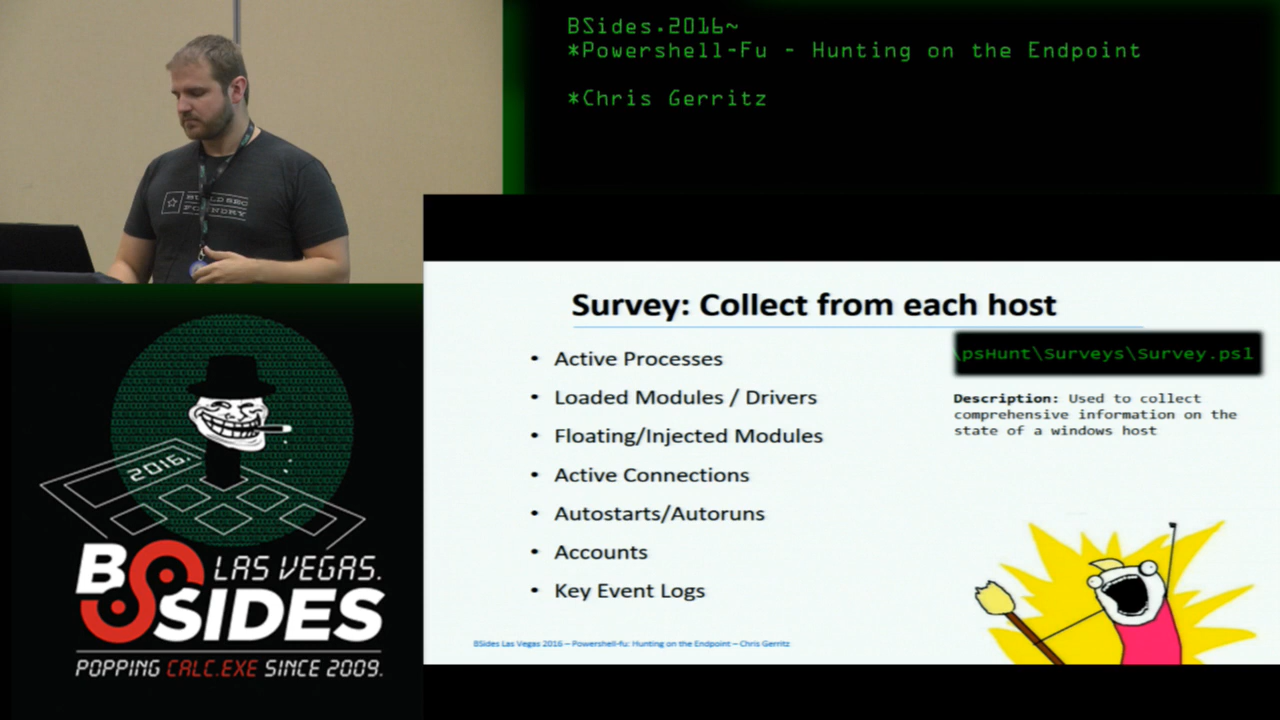 BSides.2016~
*Powershell-Fu - Hunting on the Endpoint
*Chris Gerritz
Survey: Collect from each host
• Active Processes
• Loaded Modules / Drivers
• Floating/Injected Modules
• Active Connections
• Autostarts/Autoruns
• Accounts
• Key Event Logs
\psHunt\Surveys\Survey.ps1
Description: Used to collect
comprehensive information on the
state of a windows host
BSides Las Vegas 2016 – Powershell-fu: Hunting on the Endpoint – Chris Gerritz
FOUNDRY
2016.
BSIDES
LAS VEGAS.
POPPING CALC.EXE SINCE 2009.